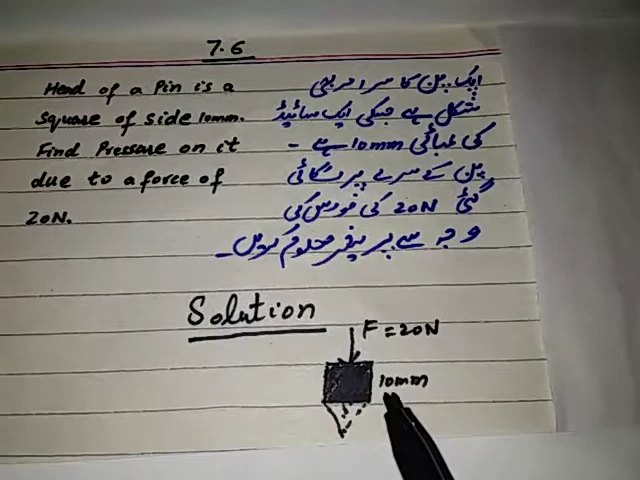 7.6
Head of a Pin is a
Square of side 10mm.
Find Pressure on it
due to a force of
20N.
ایک پن کا سرا مربعی
شکل ہے جسکی ایک سائیڈ
کی لمبائی 10mm ہے -
پن کے سرے پر لگائی
گئی 20N کی فورس کی
وجہ سے پریشر معلوم کریں۔
Solution
F = 20N
10mm